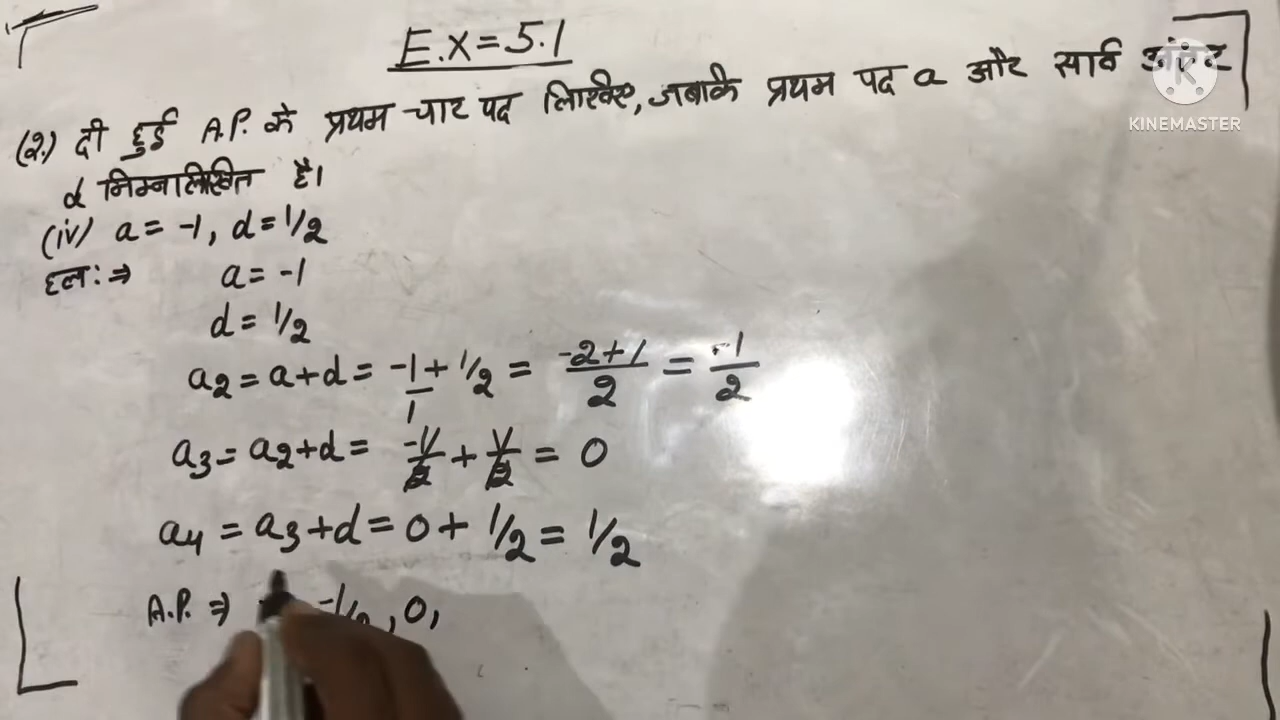 E.X = 5.1
(2.) दी हुई A.P. के प्रथम चार पद लिखिए, जबकि प्रथम पद a और सार्व अंतर
d निम्नलिखित है।
(iv) a = -1, d = 1/2
हल: ⇒ a = -1
d = 1/2
a2 = a+d = -1/1 + 1/2 = -2+1/2 = -1/2
a3 = a2+d = -1/2 + 1/2 = 0
a4 = a3+d = 0 + 1/2 = 1/2
A.P. ⇒ -1/2, 0,
KINEMASTER